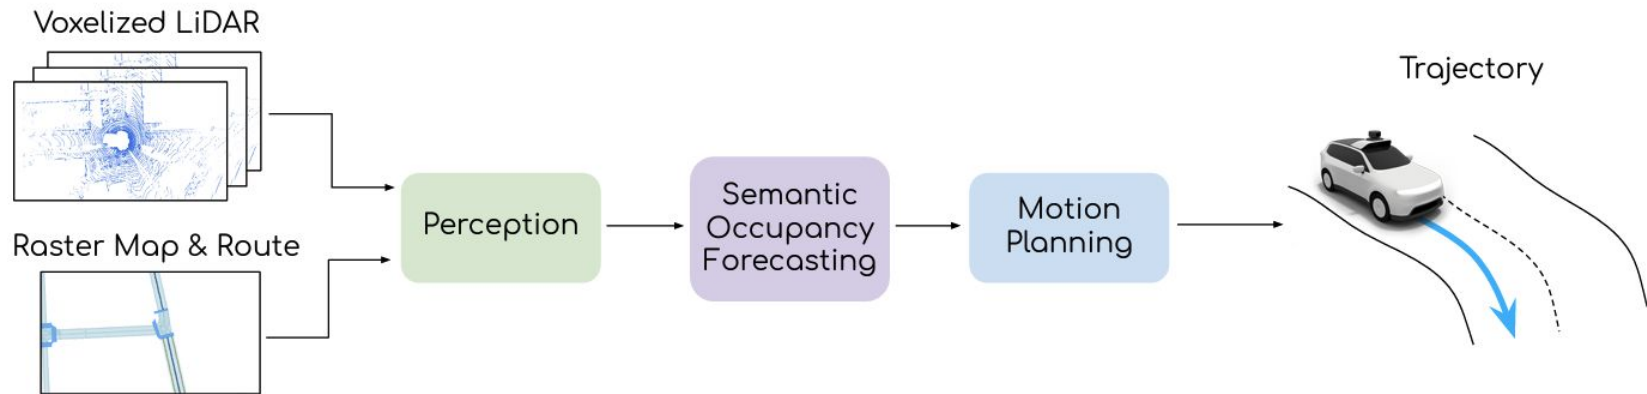 Voxelized LiDAR
Raster Map & Route
Perception
Semantic
Occupancy
Forecasting
Motion
Planning
Trajectory